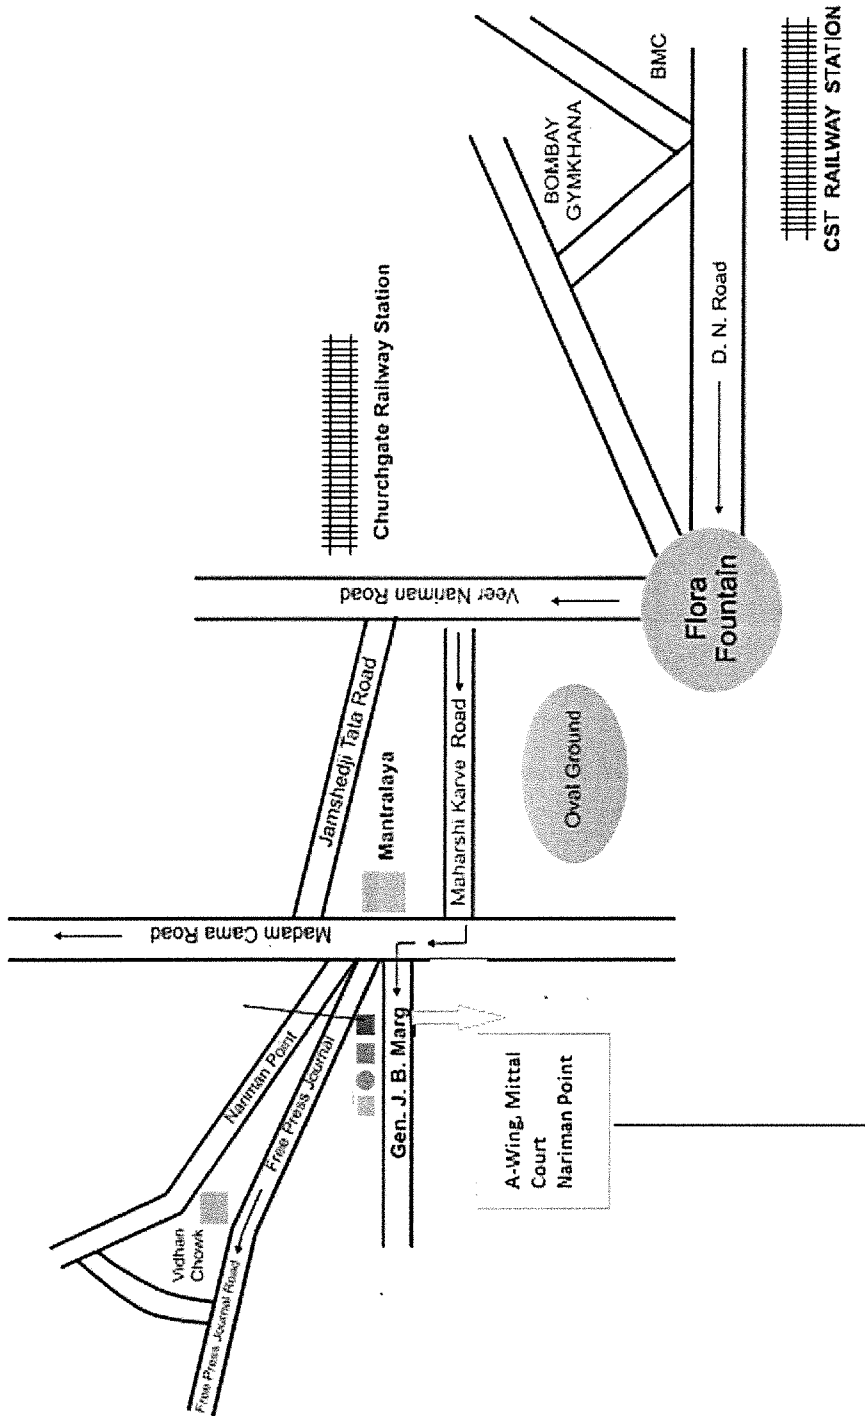 BMC
BOMBAY
GYMKHANA
CST RAILWAY STATION
D. N. Road
Churchgate Railway Station
Veer Nariman Road
Flora
Fountain
Jamshedji Tata Road
Maharshi Karve Road
Mantralaya
Oval Ground
Madam Cama Road
Nariman Point
Free Press Journal
Gen. J. B. Marg
Vidhan
Chowk
Free Press Journal Road
A-Wing, Mittal
Court
Nariman Point